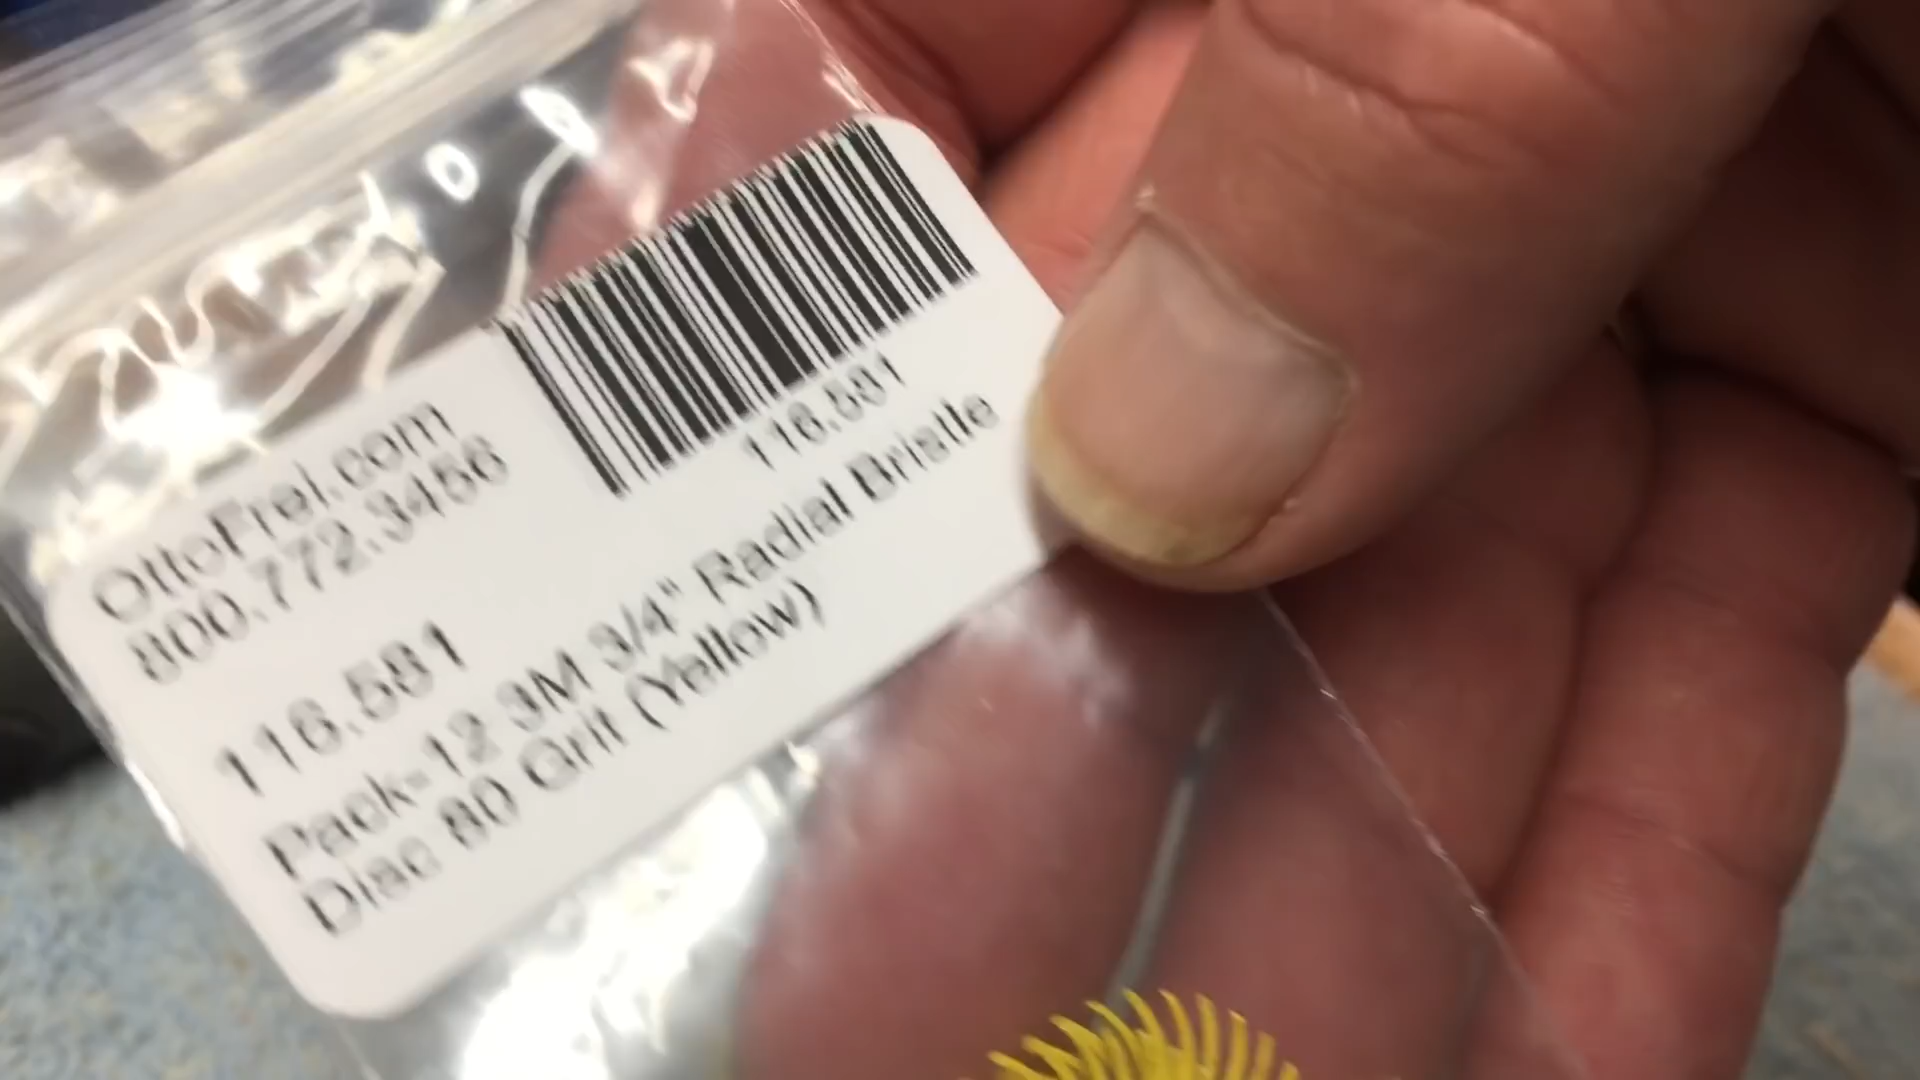 116.581
OttoFrei.com
800.772.3456
116.581
Pack-12 3M 3/4" Radial Bristle
Disc 80 Grit (Yellow)